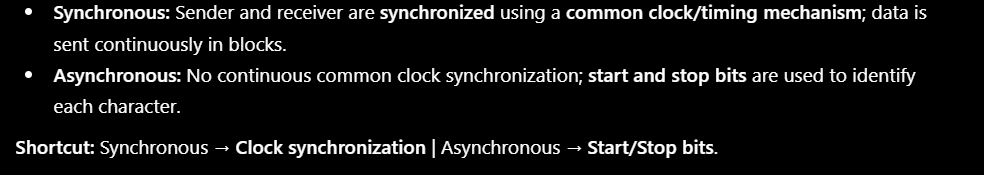 • Synchronous: Sender and receiver are synchronized using a common clock/timing mechanism; data is
sent continuously in blocks.
• Asynchronous: No continuous common clock synchronization; start and stop bits are used to identify
each character.
Shortcut: Synchronous → Clock synchronization | Asynchronous → Start/Stop bits.